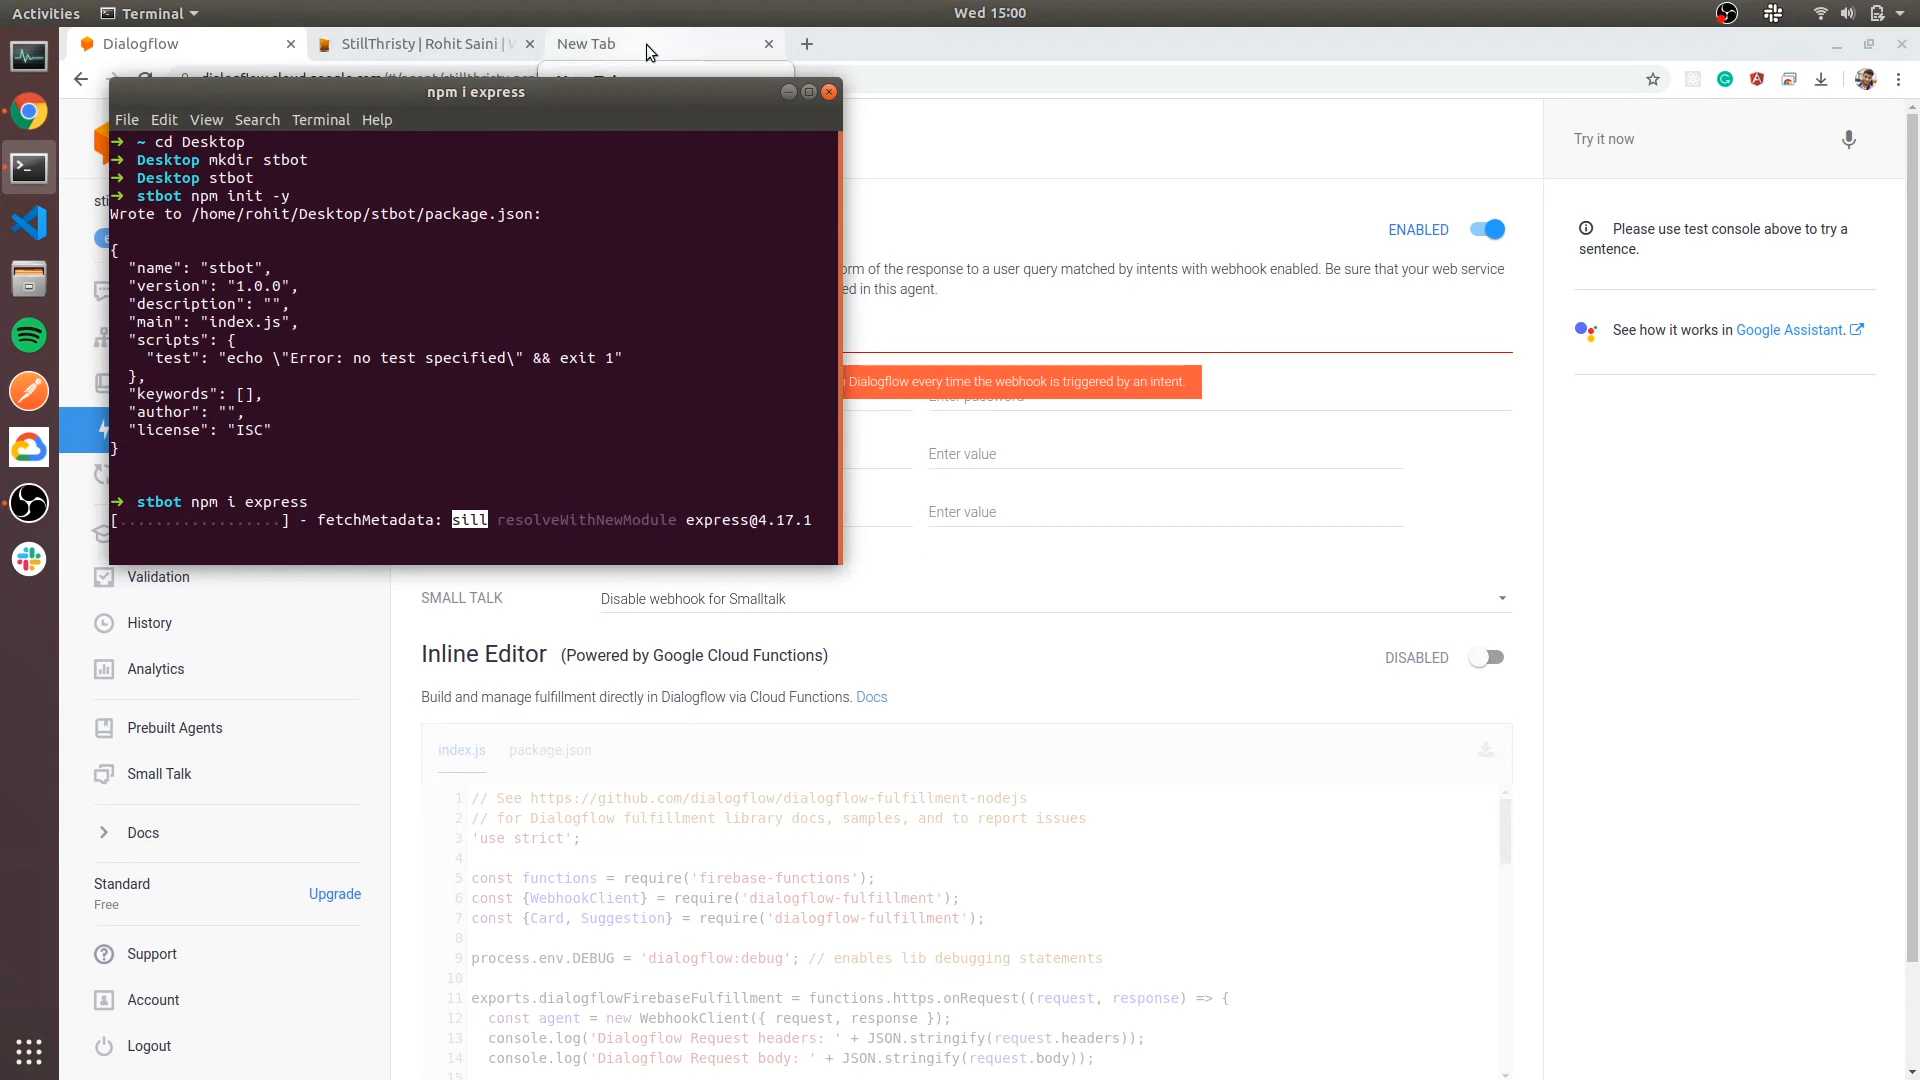 Activities Terminal Wed 15:00
Dialogflow StillThristy | Rohit Saini | New Tab
npm i express
File Edit View Search Terminal Help
➜ ~ cd Desktop
➜ Desktop mkdir stbot
➜ Desktop stbot
➜ stbot npm init -y
Wrote to /home/rohit/Desktop/stbot/package.json:
{
"name": "stbot",
"version": "1.0.0",
"description": "",
"main": "index.js",
"scripts": {
"test": "echo \"Error: no test specified\" && exit 1"
},
"keywords": [],
"author": "",
"license": "ISC"
}
➜ stbot npm i express
[..................] - fetchMetadata: sill resolveWithNewModule express@4.17.1
ENABLED
orm of the response to a user query matched by intents with webhook enabled. Be sure that your web service
ed in this agent.
Dialogflow every time the webhook is triggered by an intent.
Enter value
Enter value
Validation
History
Analytics
Prebuilt Agents
Small Talk
Docs
Standard
Free
Upgrade
Support
Account
Logout
SMALL TALK Disable webhook for Smalltalk
Inline Editor (Powered by Google Cloud Functions) DISABLED
Build and manage fulfillment directly in Dialogflow via Cloud Functions. Docs
index.js package.json
1 // See https://github.com/dialogflow/dialogflow-fulfillment-nodejs
2 // for Dialogflow fulfillment library docs, samples, and to report issues
3 'use strict';
4
5 const functions = require('firebase-functions');
6 const {WebhookClient} = require('dialogflow-fulfillment');
7 const {Card, Suggestion} = require('dialogflow-fulfillment');
8
9 process.env.DEBUG = 'dialogflow:debug'; // enables lib debugging statements
10
11 exports.dialogflowFirebaseFulfillment = functions.https.onRequest((request, response) => {
12 const agent = new WebhookClient({ request, response });
13 console.log('Dialogflow Request headers: ' + JSON.stringify(request.headers));
14 console.log('Dialogflow Request body: ' + JSON.stringify(request.body));
15
Try it now
Please use test console above to try a
sentence.
See how it works in Google Assistant.